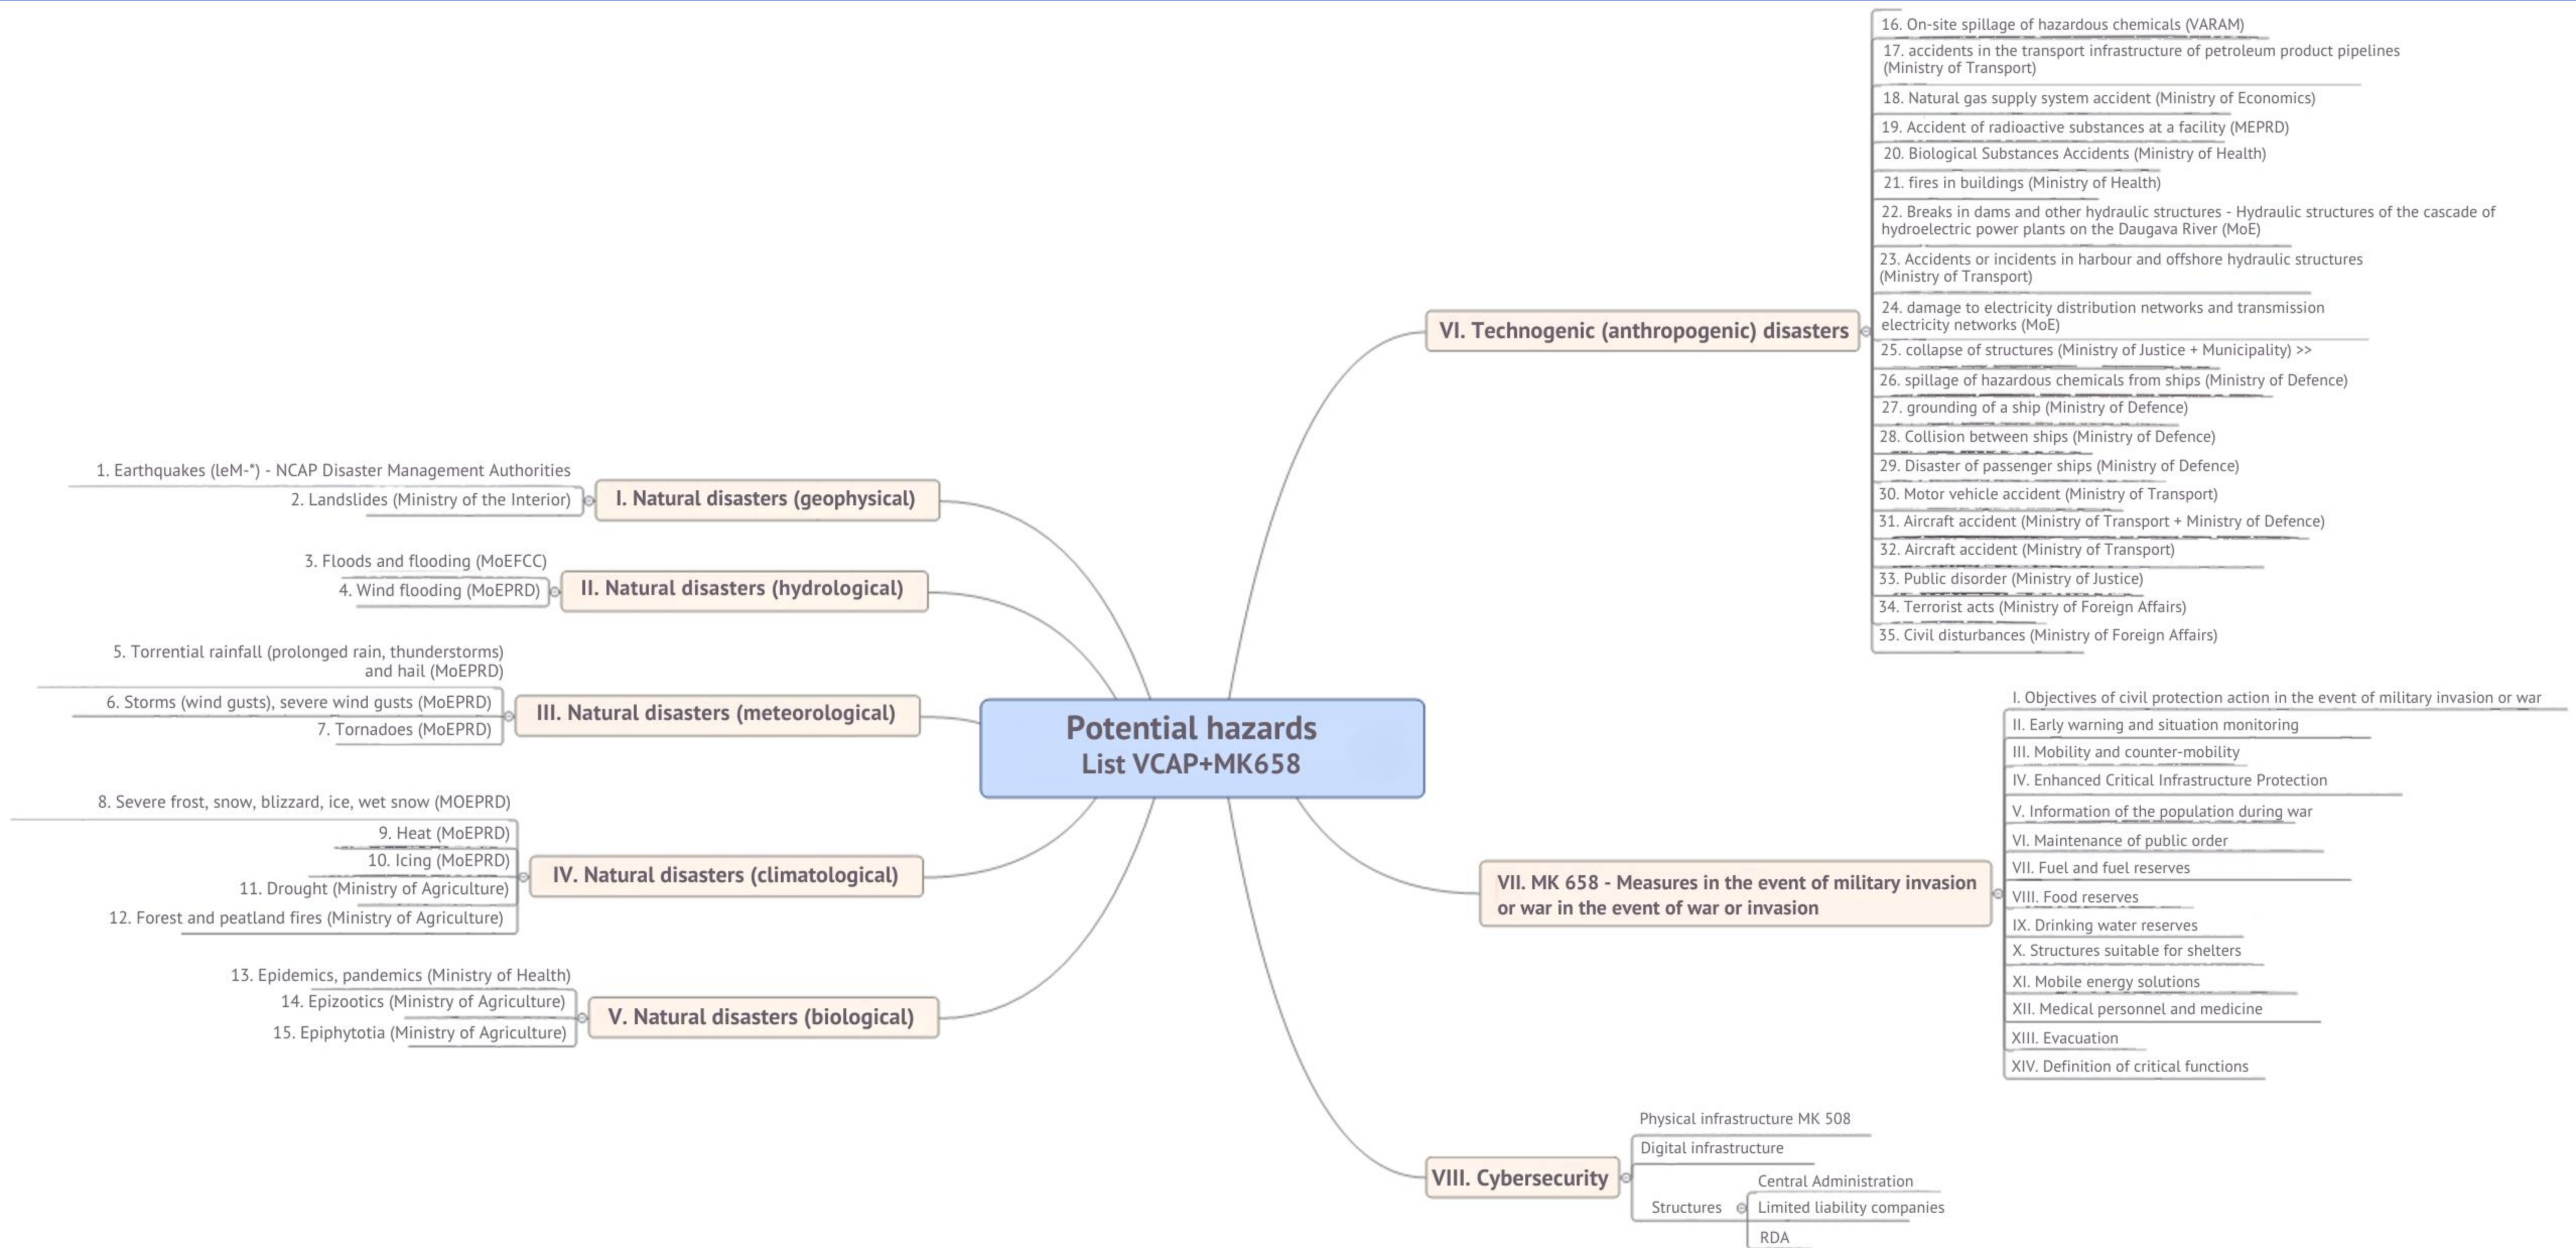 Potential hazards
List VCAP+MK658
I. Natural disasters (geophysical)
1. Earthquakes (leM-*) - NCAP Disaster Management Authorities
2. Landslides (Ministry of the Interior)
II. Natural disasters (hydrological)
3. Floods and flooding (MoEFCC)
4. Wind flooding (MoEPRD)
III. Natural disasters (meteorological)
5. Torrential rainfall (prolonged rain, thunderstorms)
and hail (MoEPRD)
6. Storms (wind gusts), severe wind gusts (MoEPRD)
7. Tornadoes (MoEPRD)
IV. Natural disasters (climatological)
8. Severe frost, snow, blizzard, ice, wet snow (MOEPRD)
9. Heat (MoEPRD)
10. Icing (MoEPRD)
11. Drought (Ministry of Agriculture)
12. Forest and peatland fires (Ministry of Agriculture)
V. Natural disasters (biological)
13. Epidemics, pandemics (Ministry of Health)
14. Epizootics (Ministry of Agriculture)
15. Epiphytotia (Ministry of Agriculture)
VI. Technogenic (anthropogenic) disasters
16. On-site spillage of hazardous chemicals (VARAM)
17. accidents in the transport infrastructure of petroleum product pipelines
(Ministry of Transport)
18. Natural gas supply system accident (Ministry of Economics)
19. Accident of radioactive substances at a facility (MEPRD)
20. Biological Substances Accidents (Ministry of Health)
21. fires in buildings (Ministry of Health)
22. Breaks in dams and other hydraulic structures - Hydraulic structures of the cascade of
hydroelectric power plants on the Daugava River (MoE)
23. Accidents or incidents in harbour and offshore hydraulic structures
(Ministry of Transport)
24. damage to electricity distribution networks and transmission
electricity networks (MoE)
25. collapse of structures (Ministry of Justice + Municipality) >>
26. spillage of hazardous chemicals from ships (Ministry of Defence)
27. grounding of a ship (Ministry of Defence)
28. Collision between ships (Ministry of Defence)
29. Disaster of passenger ships (Ministry of Defence)
30. Motor vehicle accident (Ministry of Transport)
31. Aircraft accident (Ministry of Transport + Ministry of Defence)
32. Aircraft accident (Ministry of Transport)
33. Public disorder (Ministry of Justice)
34. Terrorist acts (Ministry of Foreign Affairs)
35. Civil disturbances (Ministry of Foreign Affairs)
VII. MK 658 - Measures in the event of military invasion
or war in the event of war or invasion
I. Objectives of civil protection action in the event of military invasion or war
II. Early warning and situation monitoring
III. Mobility and counter-mobility
IV. Enhanced Critical Infrastructure Protection
V. Information of the population during war
VI. Maintenance of public order
VII. Fuel and fuel reserves
VIII. Food reserves
IX. Drinking water reserves
X. Structures suitable for shelters
XI. Mobile energy solutions
XII. Medical personnel and medicine
XIII. Evacuation
XIV. Definition of critical functions
VIII. Cybersecurity
Physical infrastructure MK 508
Digital infrastructure
Structures
Central Administration
Limited liability companies
RDA